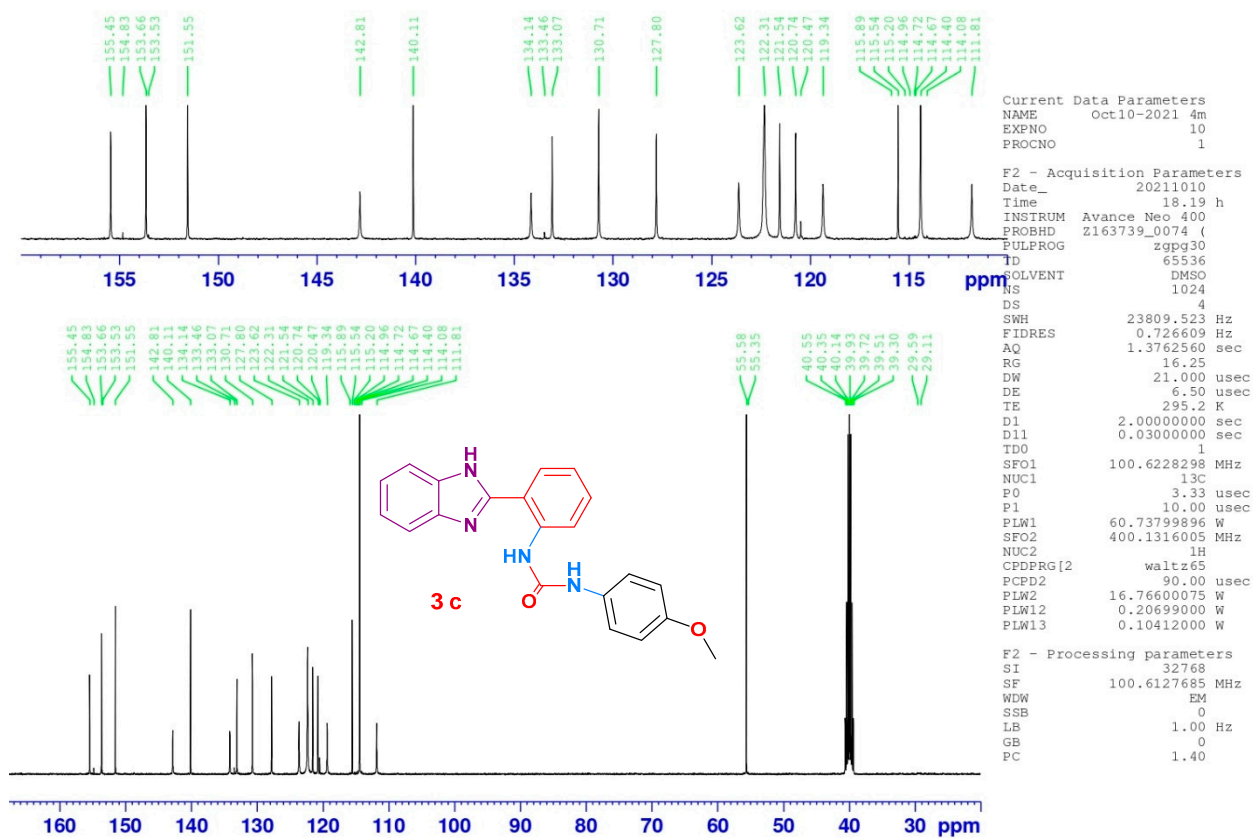 155.45
154.83
153.66
153.53
151.55
142.81
140.11
134.14
133.46
133.07
130.71
127.80
123.62
122.31
121.54
120.74
120.47
119.34
115.89
115.54
115.20
114.96
114.72
114.67
114.40
114.08
111.81
155 150 145 140 135 130 125 120 115 ppm
Current Data Parameters
NAME Oct10-2021 4m
EXPNO 10
PROCNO 1
F2 - Acquisition Parameters
Date_ 20211010
Time 18.19 h
INSTRUM Avance Neo 400
PROBHD Z163739_0074 (
PULPROG zgpg30
TD 65536
SOLVENT DMSO
NS 1024
DS 4
SWH 23809.523 Hz
FIDRES 0.726609 Hz
AQ 1.3762560 sec
RG 16.25
DW 21.000 usec
DE 6.50 usec
TE 295.2 K
D1 2.00000000 sec
D11 0.03000000 sec
TD0 1
SFO1 100.6228298 MHz
NUC1 13C
P0 3.33 usec
P1 10.00 usec
PLW1 60.73799896 W
SFO2 400.1316005 MHz
NUC2 1H
CPDPRG[2 waltz65
PCPD2 90.00 usec
PLW2 16.76600075 W
PLW12 0.20699000 W
PLW13 0.10412000 W
F2 - Processing parameters
SI 32768
SF 100.6127685 MHz
WDW EM
SSB 0
LB 1.00 Hz
GB 0
PC 1.40
155.45
154.83
153.66
153.53
151.55
142.81
140.11
134.14
133.46
133.07
130.71
127.80
123.62
122.31
121.54
120.74
120.47
119.34
115.89
115.54
115.20
114.96
114.72
114.67
114.40
114.08
111.81
55.58
55.35
40.55
40.35
40.14
39.93
39.72
39.51
39.30
29.59
29.11
H
N
N
NH
H
N
O
O
3 c
160 150 140 130 120 110 100 90 80 70 60 50 40 30 ppm